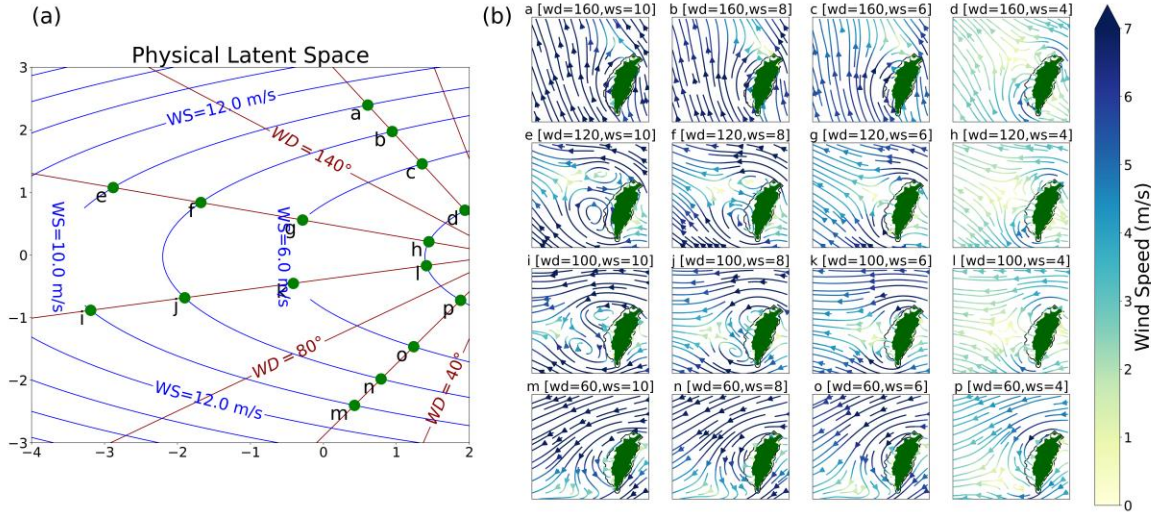 (a)
Physical Latent Space
3
2
1
0
−1
−2
−3
−4
−3
−2
−1
0
1
2
WS=12.0 m/s
WD = 140°
WS=10.0 m/s
WS=6.0 m/s
WD = 80°
WD = 40°
WS=12.0 m/s
a
b
c
d
e
f
g
h
i
j
k
l
m
n
o
p
(b)
a [wd=160,ws=10] b [wd=160,ws=8] c [wd=160,ws=6] d [wd=160,ws=4]
e [wd=120,ws=10] f [wd=120,ws=8] g [wd=120,ws=6] h [wd=120,ws=4]
i [wd=100,ws=10] j [wd=100,ws=8] k [wd=100,ws=6] l [wd=100,ws=4]
m [wd=60,ws=10] n [wd=60,ws=8] o [wd=60,ws=6] p [wd=60,ws=4]
7
6
5
4
3
2
1
0
Wind Speed (m/s)